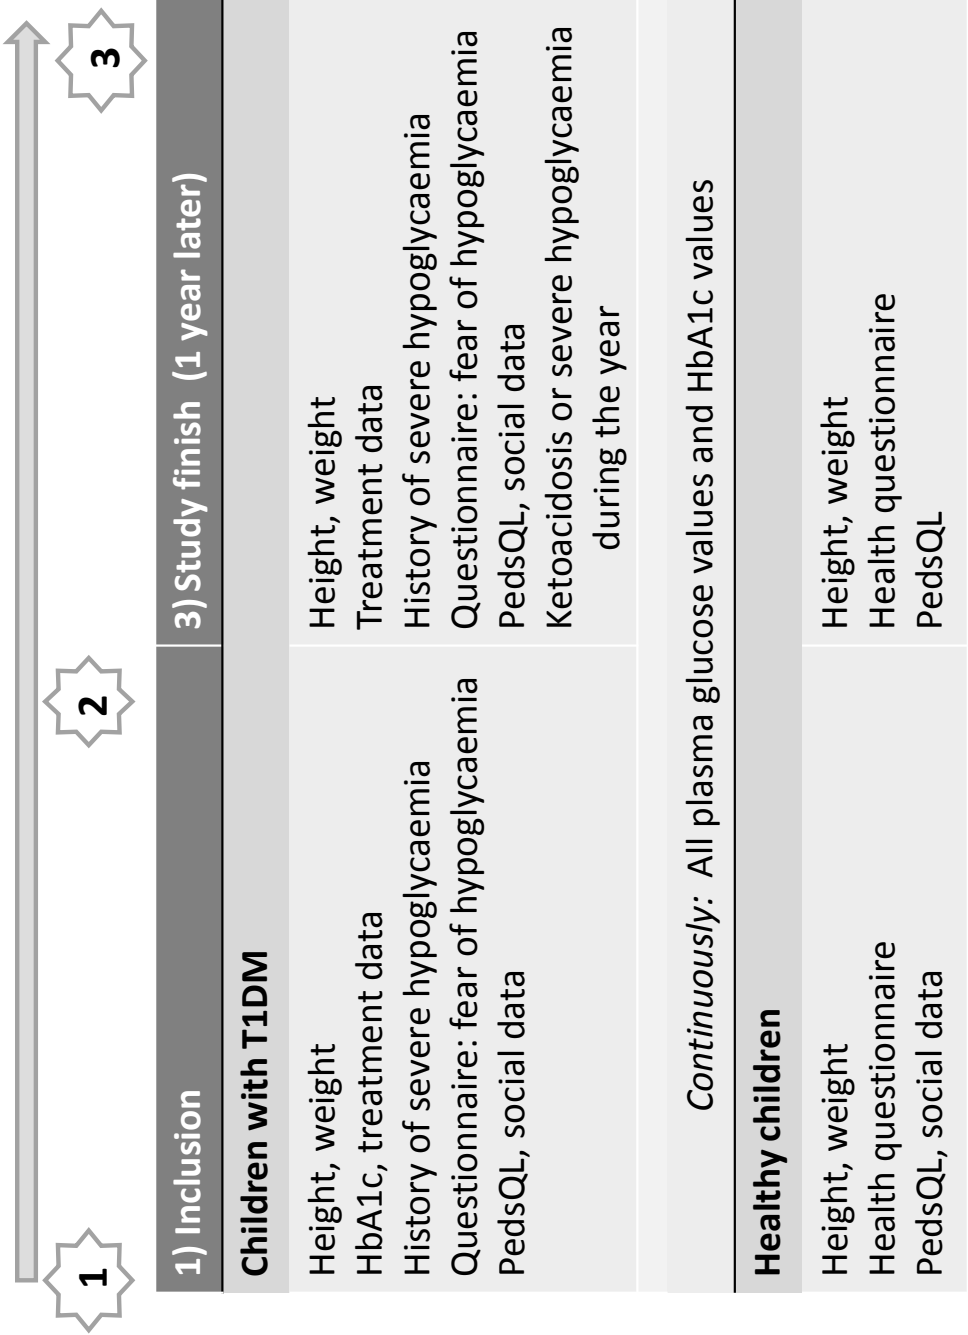 1
2
3
1) Inclusion
3) Study finish (1 year later)
Children with T1DM
Height, weight
HbA1c, treatment data
History of severe hypoglycaemia
Questionnaire: fear of hypoglycaemia
PedsQL, social data
Height, weight
Treatment data
History of severe hypoglycaemia
Questionnaire: fear of hypoglycaemia
PedsQL, social data
Ketoacidosis or severe hypoglycaemia
during the year
Continuously: All plasma glucose values and HbA1c values
Healthy children
Height, weight
Health questionnaire
PedsQL, social data
Height, weight
Health questionnaire
PedsQL